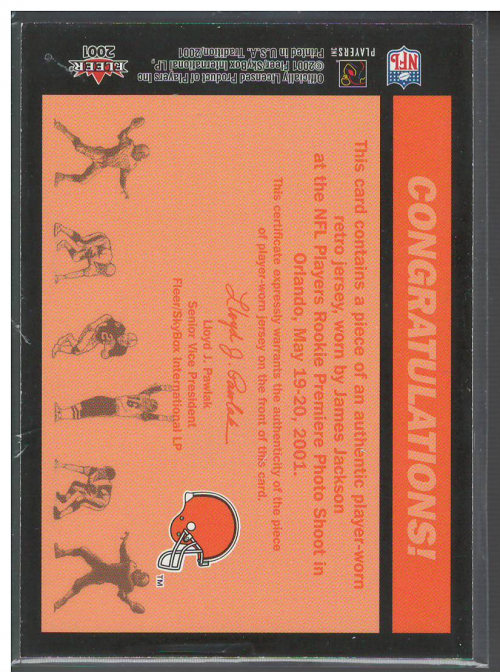 CONGRATULATIONS!
This card contains a piece of an authentic player-worn
retro jersey, worn by James Jackson
at the NFL Players Rookie Premiere Photo Shoot in
Orlando, May 19-20, 2001.
This certificate expressly warrants the authenticity of the piece
of player-worn jersey on the front of this card.
Lloyd J. Pawlak
Lloyd J. Pawlak
Senior Vice President
Fleer/SkyBox International LP
TM
NFL
PLAYERS INC
Officially Licensed Product of Players Inc
©2001 Fleer/SkyBox International LP,
Printed in U.S.A. Tradition/2001
FLEER
2001